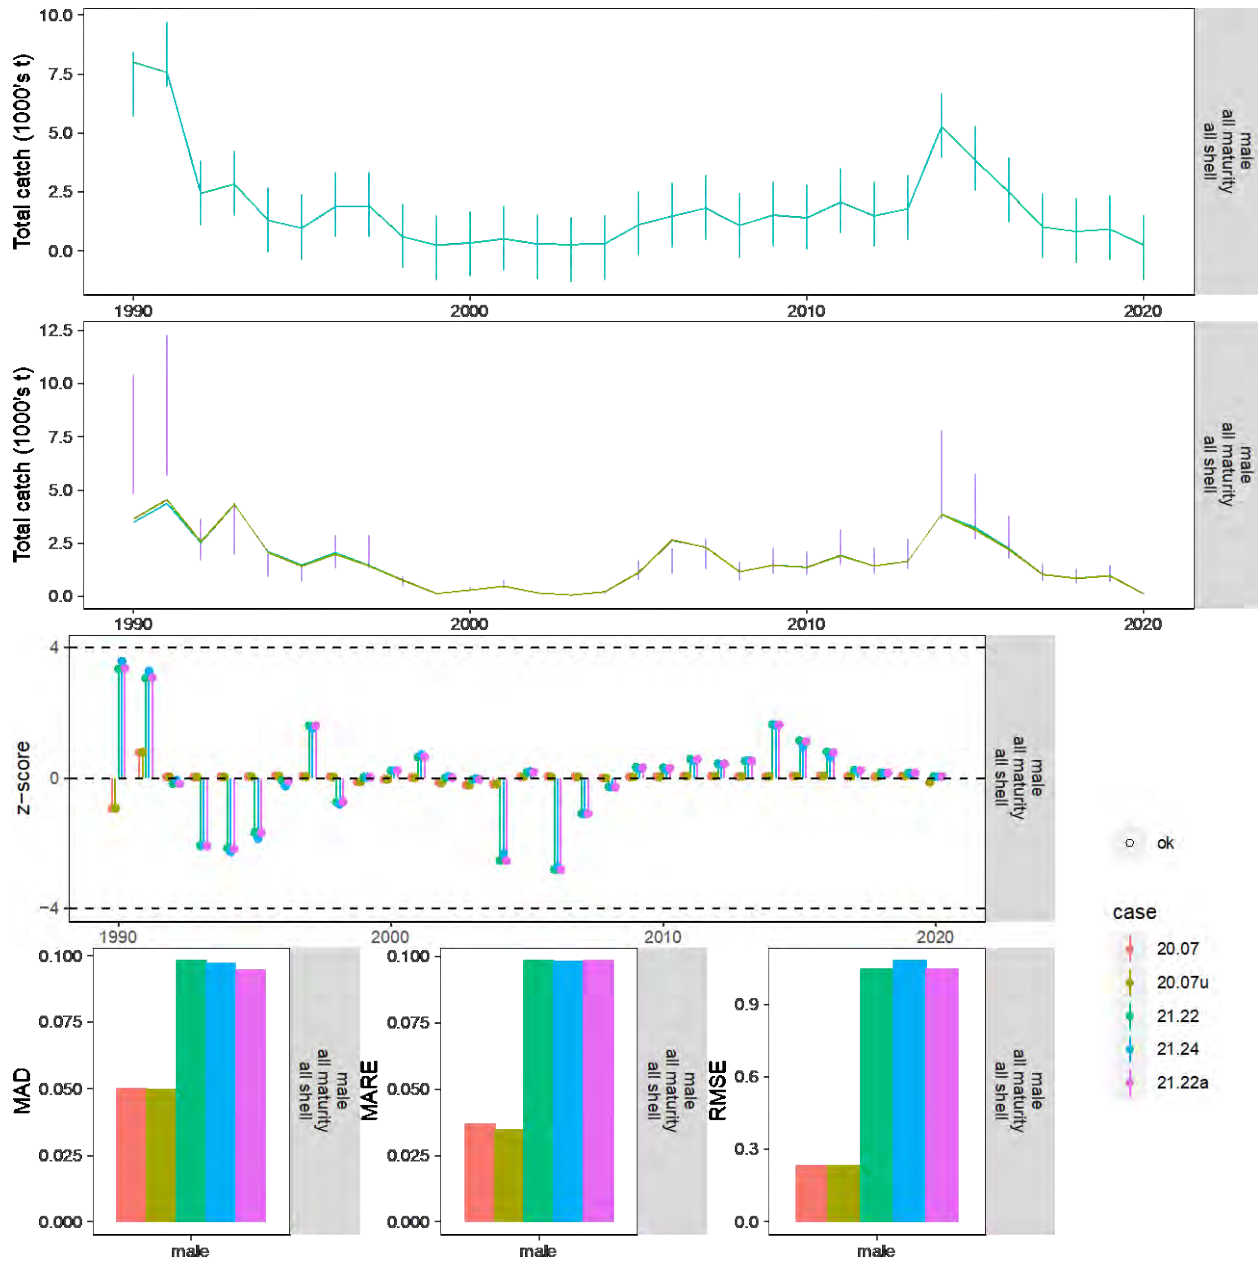 10.0
7.5
5.0
2.5
0.0
Total catch (1000's t)
male
all maturity
all shell
1990
2000
2010
2020
12.5
10.0
7.5
5.0
2.5
0.0
Total catch (1000's t)
male
all maturity
all shell
1990
2000
2010
2020
4
0
−4
z−score
male
all maturity
all shell
1990
2000
2010
2020
ok
case
20.07
20.07u
21.22
21.24
21.22a
0.100
0.075
0.050
0.025
0.000
MAD
male
male
all maturity
all shell
0.100
0.075
0.050
0.025
0.000
MARE
male
male
all maturity
all shell
0.9
0.6
0.3
0.0
RMSE
male
male
all maturity
all shell